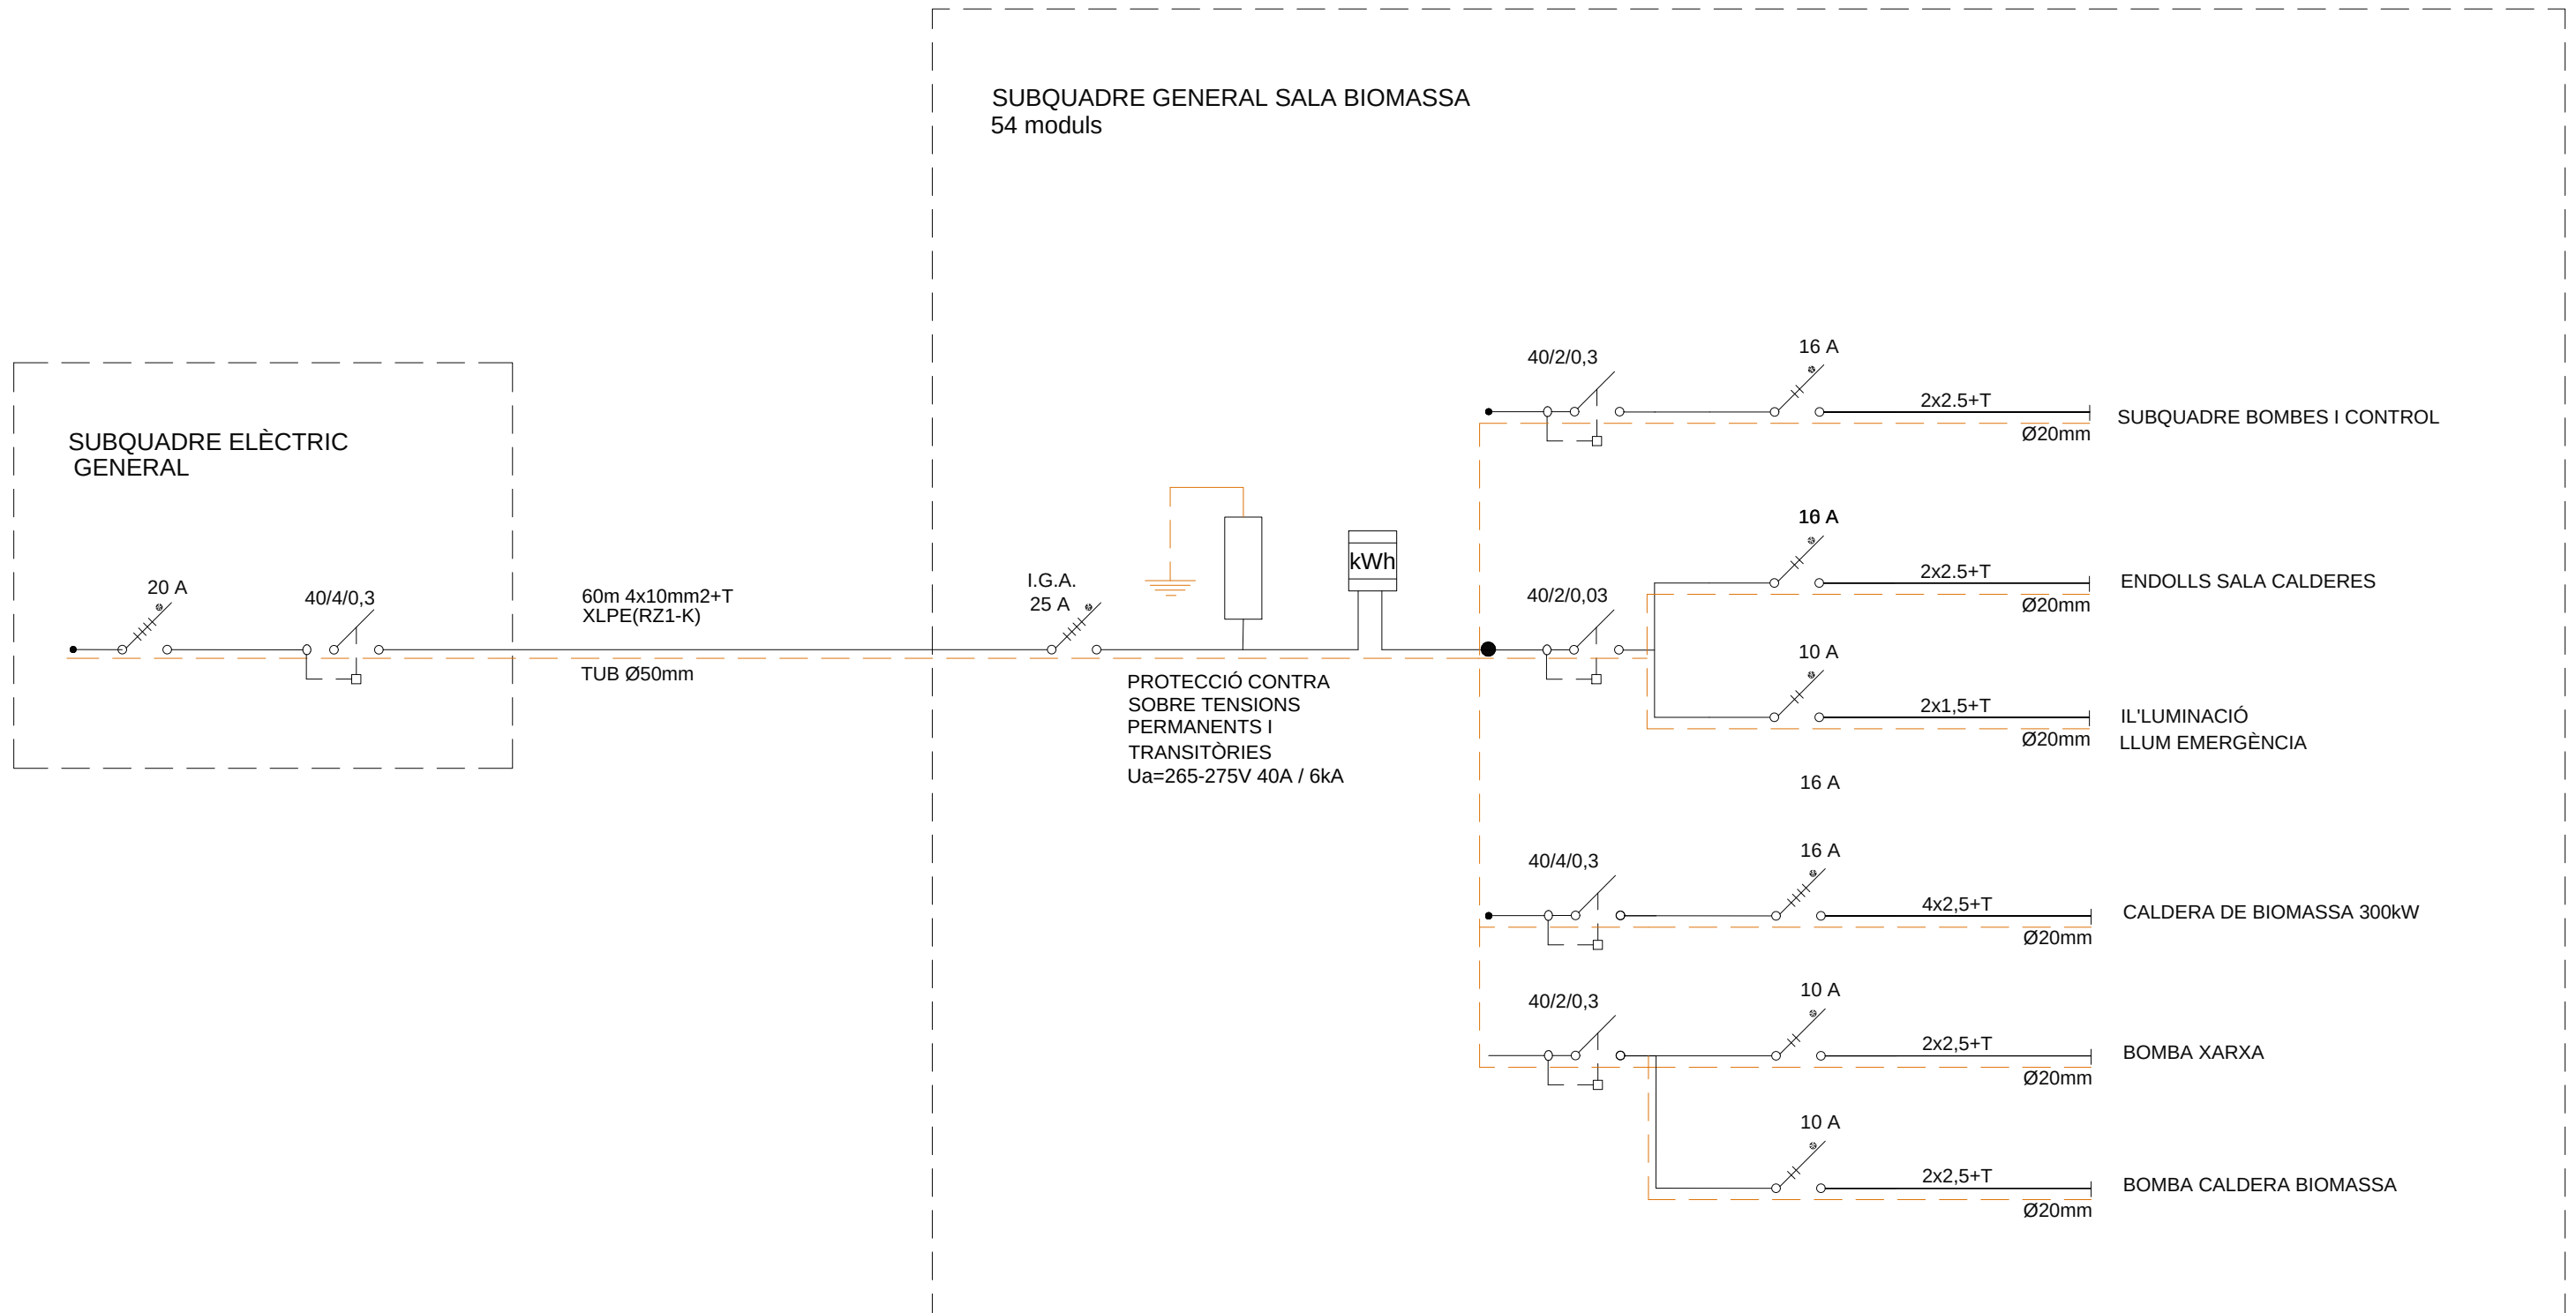 SUBQUADRE GENERAL SALA BIOMASSA
54 moduls
SUBQUADRE ELÈCTRIC
GENERAL
20 A
40/4/0,3
60m 4x10mm2+T
XLPE(RZ1-K)
TUB Ø50mm
I.G.A.
25 A
kWh
PROTECCIÓ CONTRA
SOBRE TENSIONS
PERMANENTS I
TRANSITÒRIES
Ua=265-275V 40A / 6kA
40/2/0,3
16 A
2x2.5+T
Ø20mm
SUBQUADRE BOMBES I CONTROL
40/2/0,03
A
2x2.5+T
Ø20mm
ENDOLLS SALA CALDERES
10 A
2x1,5+T
Ø20mm
IL'LUMINACIÓ
LLUM EMERGÈNCIA
16 A
40/4/0,3
16 A
4x2,5+T
Ø20mm
CALDERA DE BIOMASSA 300kW
40/2/0,3
10 A
2x2,5+T
Ø20mm
BOMBA XARXA
10 A
2x2,5+T
Ø20mm
BOMBA CALDERA BIOMASSA